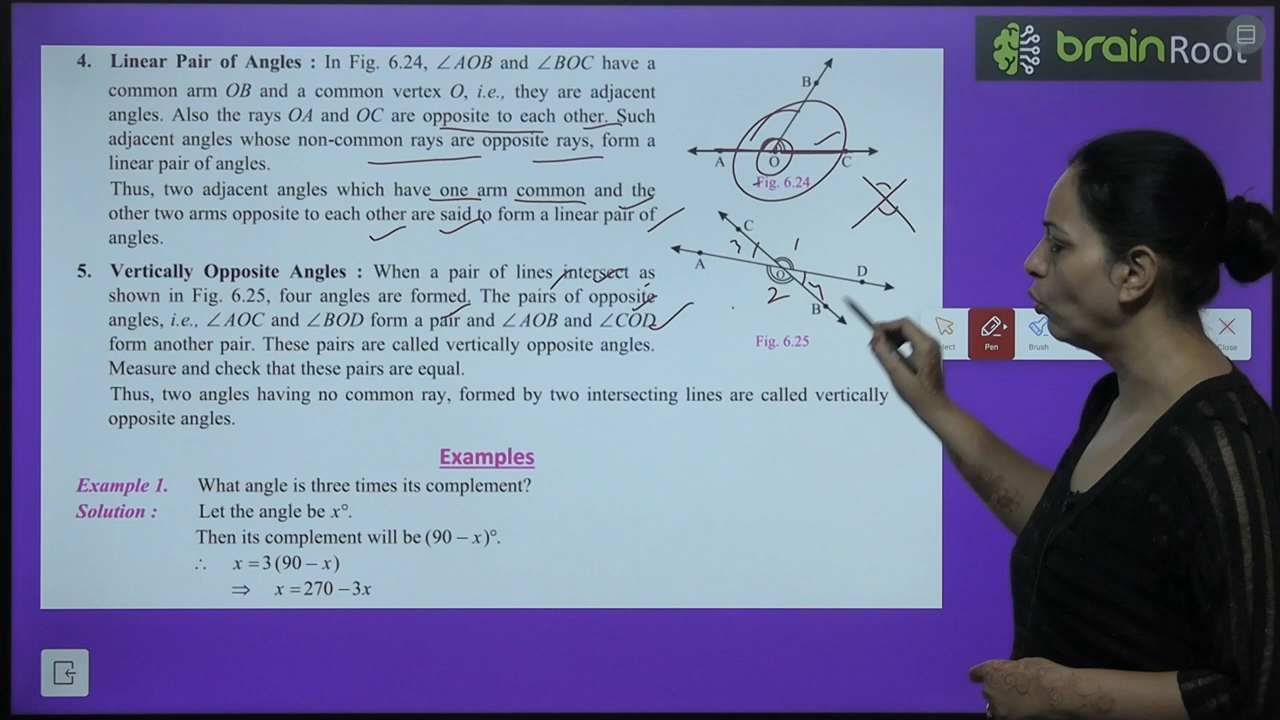 brainRoot
4. Linear Pair of Angles : In Fig. 6.24, ∠AOB and ∠BOC have a
common arm OB and a common vertex O, i.e., they are adjacent
angles. Also the rays OA and OC are opposite to each other. Such
adjacent angles whose non-common rays are opposite rays, form a
linear pair of angles.
Thus, two adjacent angles which have one arm common and the
other two arms opposite to each other are said to form a linear pair of
angles.
B
A O C
Fig. 6.24
5. Vertically Opposite Angles : When a pair of lines intersect as
shown in Fig. 6.25, four angles are formed. The pairs of opposite
angles, i.e., ∠AOC and ∠BOD form a pair and ∠AOB and ∠COD
form another pair. These pairs are called vertically opposite angles.
Measure and check that these pairs are equal.
Thus, two angles having no common ray, formed by two intersecting lines are called vertically
opposite angles.
C
3 1
A O D
2 4
B
Fig. 6.25
Pen Brush Close
Examples
Example 1. What angle is three times its complement?
Solution : Let the angle be x°.
Then its complement will be (90 – x)°.
∴ x = 3 (90 – x)
⇒ x = 270 – 3x